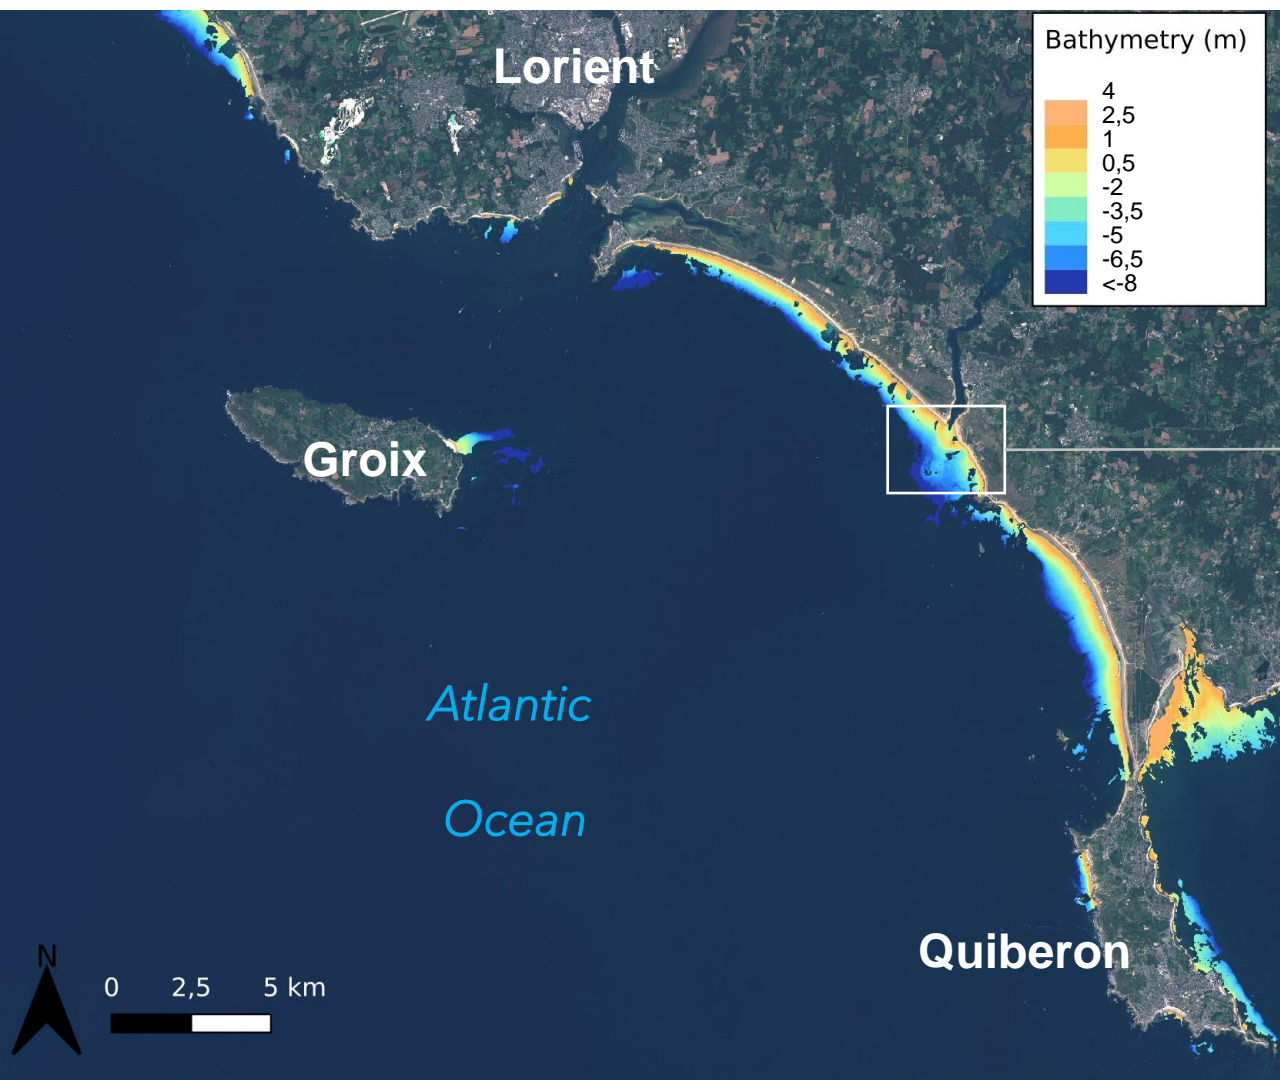 Lorient
Bathymetry (m)
4
2,5
1
0,5
-2
-3,5
-5
-6,5
<-8
Groix
Atlantic
Ocean
Quiberon
N
0 2,5 5 km